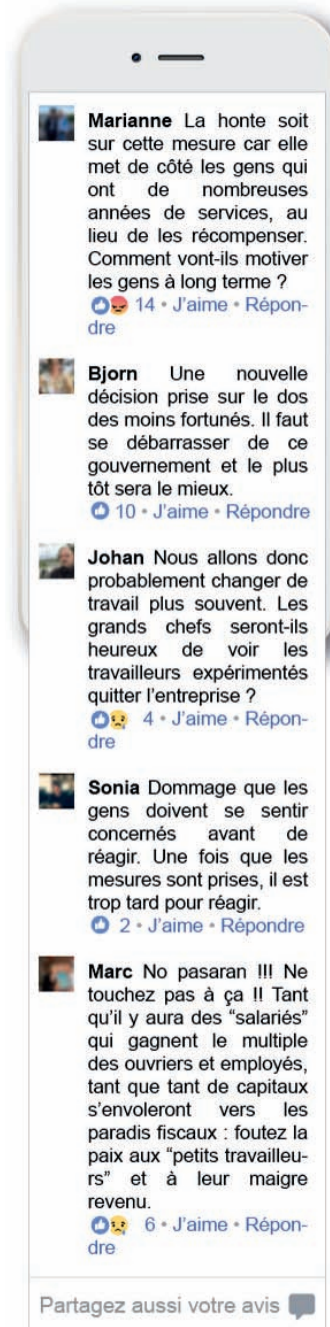 Marianne La honte soit
sur cette mesure car elle
met de côté les gens qui
ont de nombreuses
années de services, au
lieu de les récompenser.
Comment vont-ils motiver
les gens à long terme ?
14 • J'aime • Répon-
dre
Bjorn Une nouvelle
décision prise sur le dos
des moins fortunés. Il faut
se débarrasser de ce
gouvernement et le plus
tôt sera le mieux.
10 • J'aime • Répondre
Johan Nous allons donc
probablement changer de
travail plus souvent. Les
grands chefs seront-ils
heureux de voir les
travailleurs expérimentés
quitter l'entreprise ?
4 • J'aime • Répon-
dre
Sonia Dommage que les
gens doivent se sentir
concernés avant de
réagir. Une fois que les
mesures sont prises, il est
trop tard pour réagir.
2 • J'aime • Répondre
Marc No pasaran !!! Ne
touchez pas à ça !! Tant
qu'il y aura des “salariés”
qui gagnent le multiple
des ouvriers et employés,
tant que tant de capitaux
s'envoleront vers les
paradis fiscaux : foutez la
paix aux “petits travailleu-
rs” et à leur maigre
revenu.
6 • J'aime • Répon-
dre
Partagez aussi votre avis